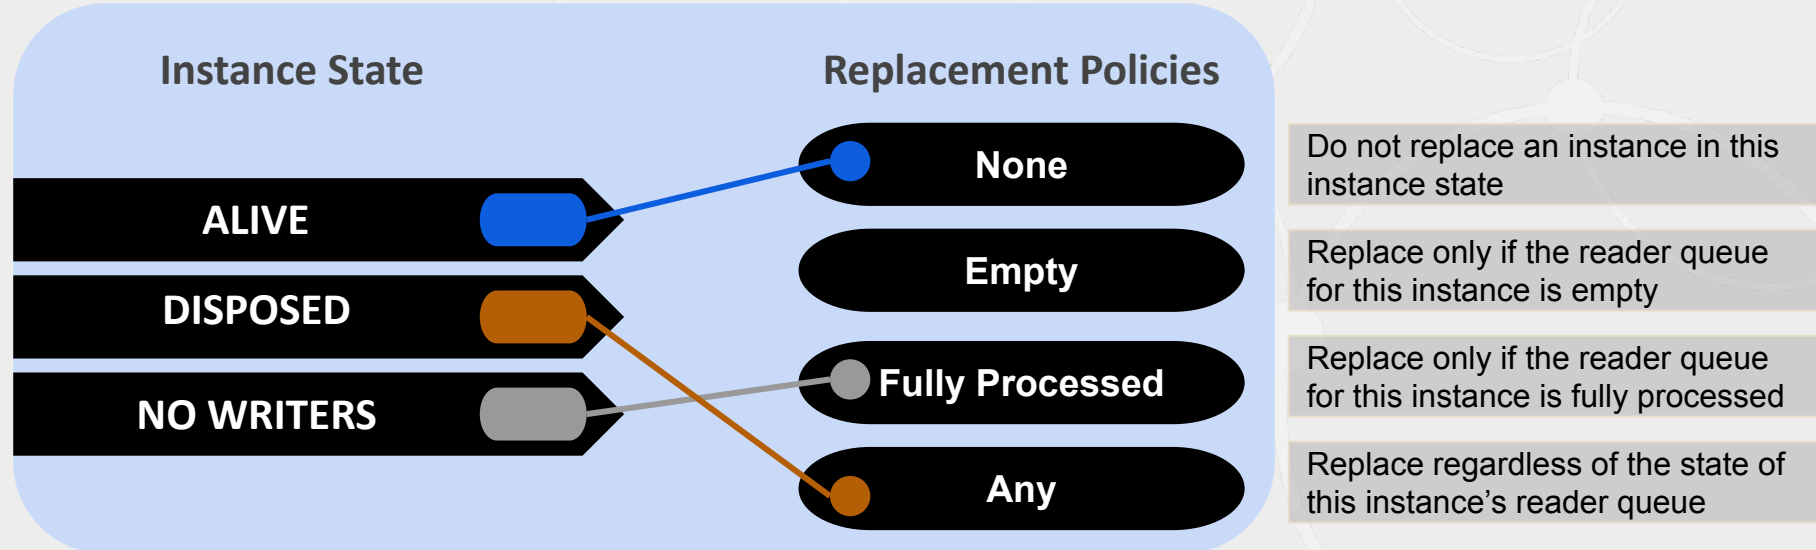 Instance State
Replacement Policies
ALIVE
DISPOSED
NO WRITERS
None
Do not replace an instance in this
instance state
Empty
Replace only if the reader queue
for this instance is empty
Fully Processed
Replace only if the reader queue
for this instance is fully processed
Any
Replace regardless of the state of
this instance’s reader queue